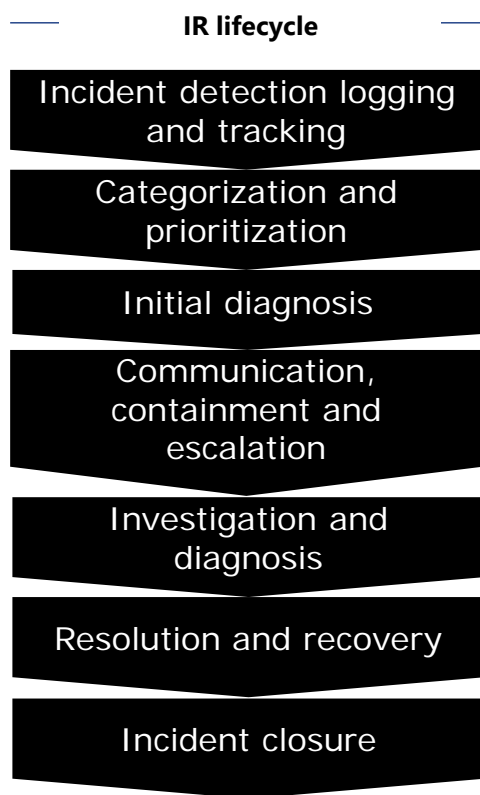 IR lifecycle
Incident detection logging
and tracking
Categorization and
prioritization
Initial diagnosis
Communication,
containment and
escalation
Investigation and
diagnosis
Resolution and recovery
Incident closure